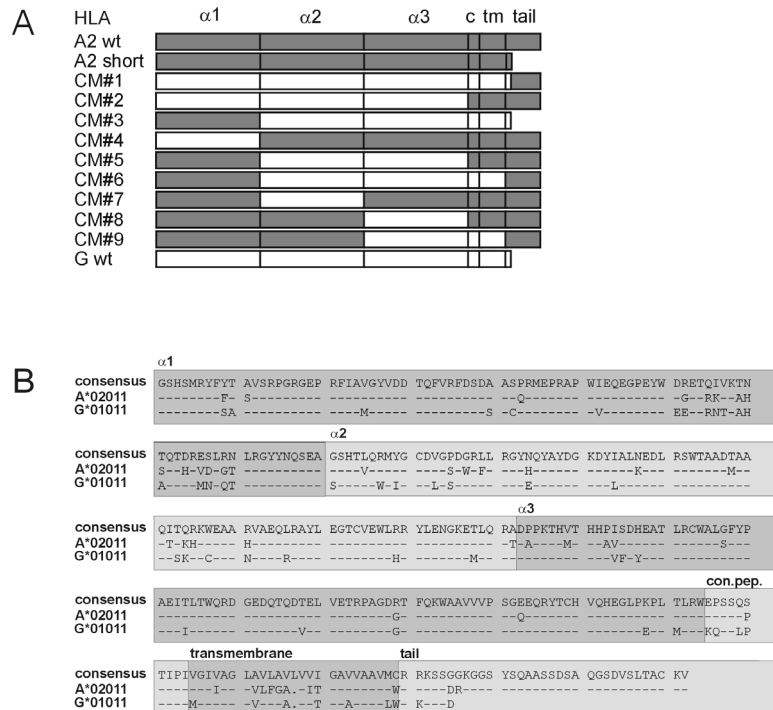 A
HLA α1 α2 α3 c tm tail
A2 wt
A2 short
CM#1
CM#2
CM#3
CM#4
CM#5
CM#6
CM#7
CM#8
CM#9
G wt
B
α1
consensus GSHSMRYFYT AVSRPGRGEP RFIAVGYVDD TQFVRFDSDA ASPRMEPRAP WIEQEGPEYW DRETQIVKTN
A*02011 --------F- S--------- ---------- ---------- --Q------- ---------- -G--RK--AH
G*01011 --------SA ---------- ----M----- ---------S -C-------- -V-------- EE--RNT-AH
α2
consensus TQTDRESLRN LRGYYNQSEA GSHTLQRMYG CDVGPDGRLL RGYNQYAYDG KDYIALNEDL RSWTAADTAA
A*02011 S--H-VD-GT ---------- ----V----- ----S-W-F- ---H------ ------K--- -------M--
G*01011 A----MN-QT ---------- S-----W-I- --L-S----- ---E------ ---L------ ----------
α3
consensus QITQRKWEAA RVAEQLRAYL EGTCVEWLRR YLENGKETLQ RADPPKTHVT HHPISDHEAT LRCWALGFYP
A*02011 -T-KH----- H--------- ---------- ---------- -T-A----M- --AV------ ------S---
G*01011 --SK--C--- N----R---- --------H- -------M-- ---------- ---VF-Y--- ----------
con.pep.
consensus AEITLTWQRD GEDQTQDTEL VETRPAGDRT FQKWAAVVVP SGEEQRYTCH VQHEGLPKPL TLRWEPSSQS
A*02011 ---------- ---------- --------G- ---------- --Q------- ---------- ---------P
G*01011 ---I------ -------V-- --------G- ---------- ---------- -------E-- M---KQ--LP
transmembrane tail
consensus TIPIVGIVAG LAVLAVLVVI GAVVAAVMCR RKSSGGKGGS YSQAASSDSA QGSDVSLTAC KV
A*02011 -------I-- -VLFGA.-IT --------W- ----DR---- ---------- ---------- --
G*01011 ----M----- -V---A.--T --A----LW- -K--D